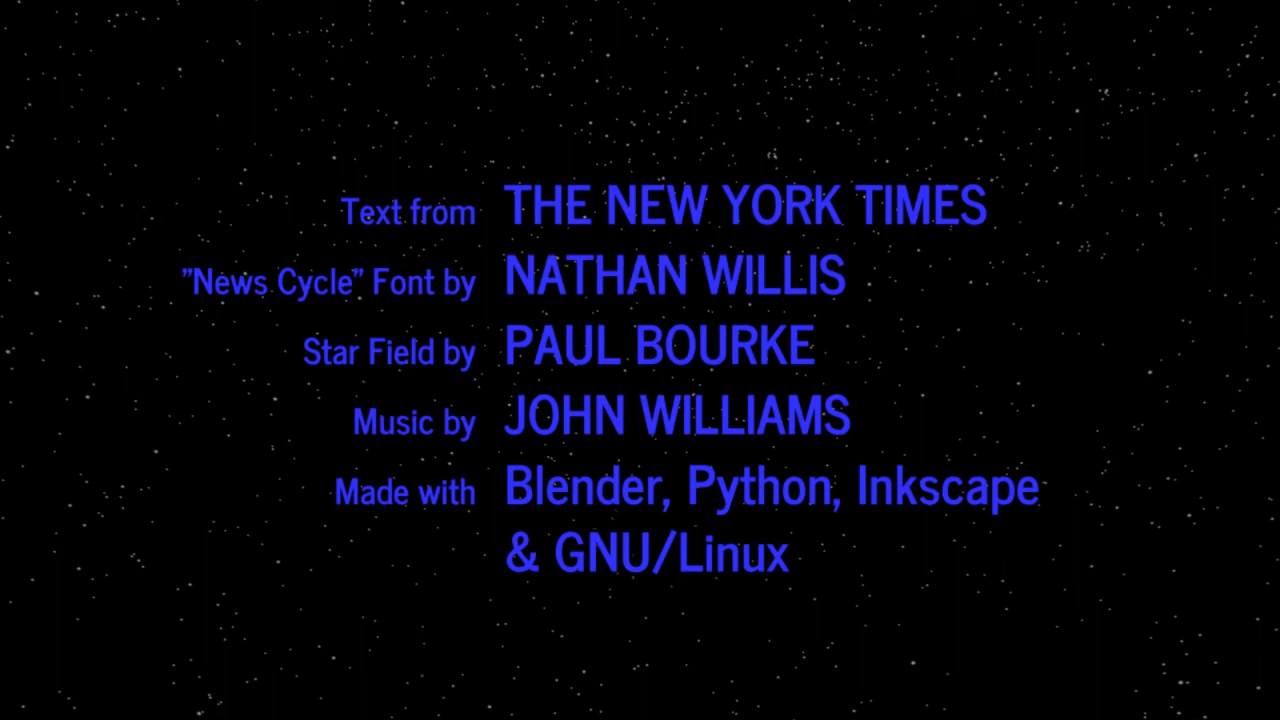 Text from THE NEW YORK TIMES
"News Cycle" Font by NATHAN WILLIS
Star Field by PAUL BOURKE
Music by JOHN WILLIAMS
Made with Blender, Python, Inkscape
& GNU/Linux